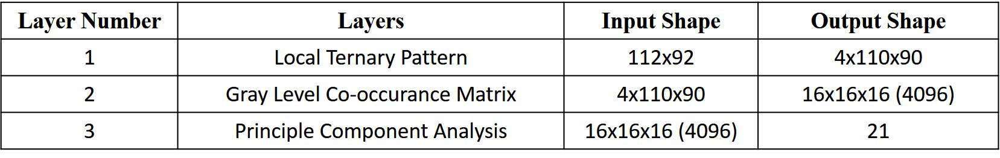 Layer Number Layers Input Shape Output Shape
1 Local Ternary Pattern 112x92 4x110x90
2 Gray Level Co-occurance Matrix 4x110x90 16x16x16 (4096)
3 Principle Component Analysis 16x16x16 (4096) 21